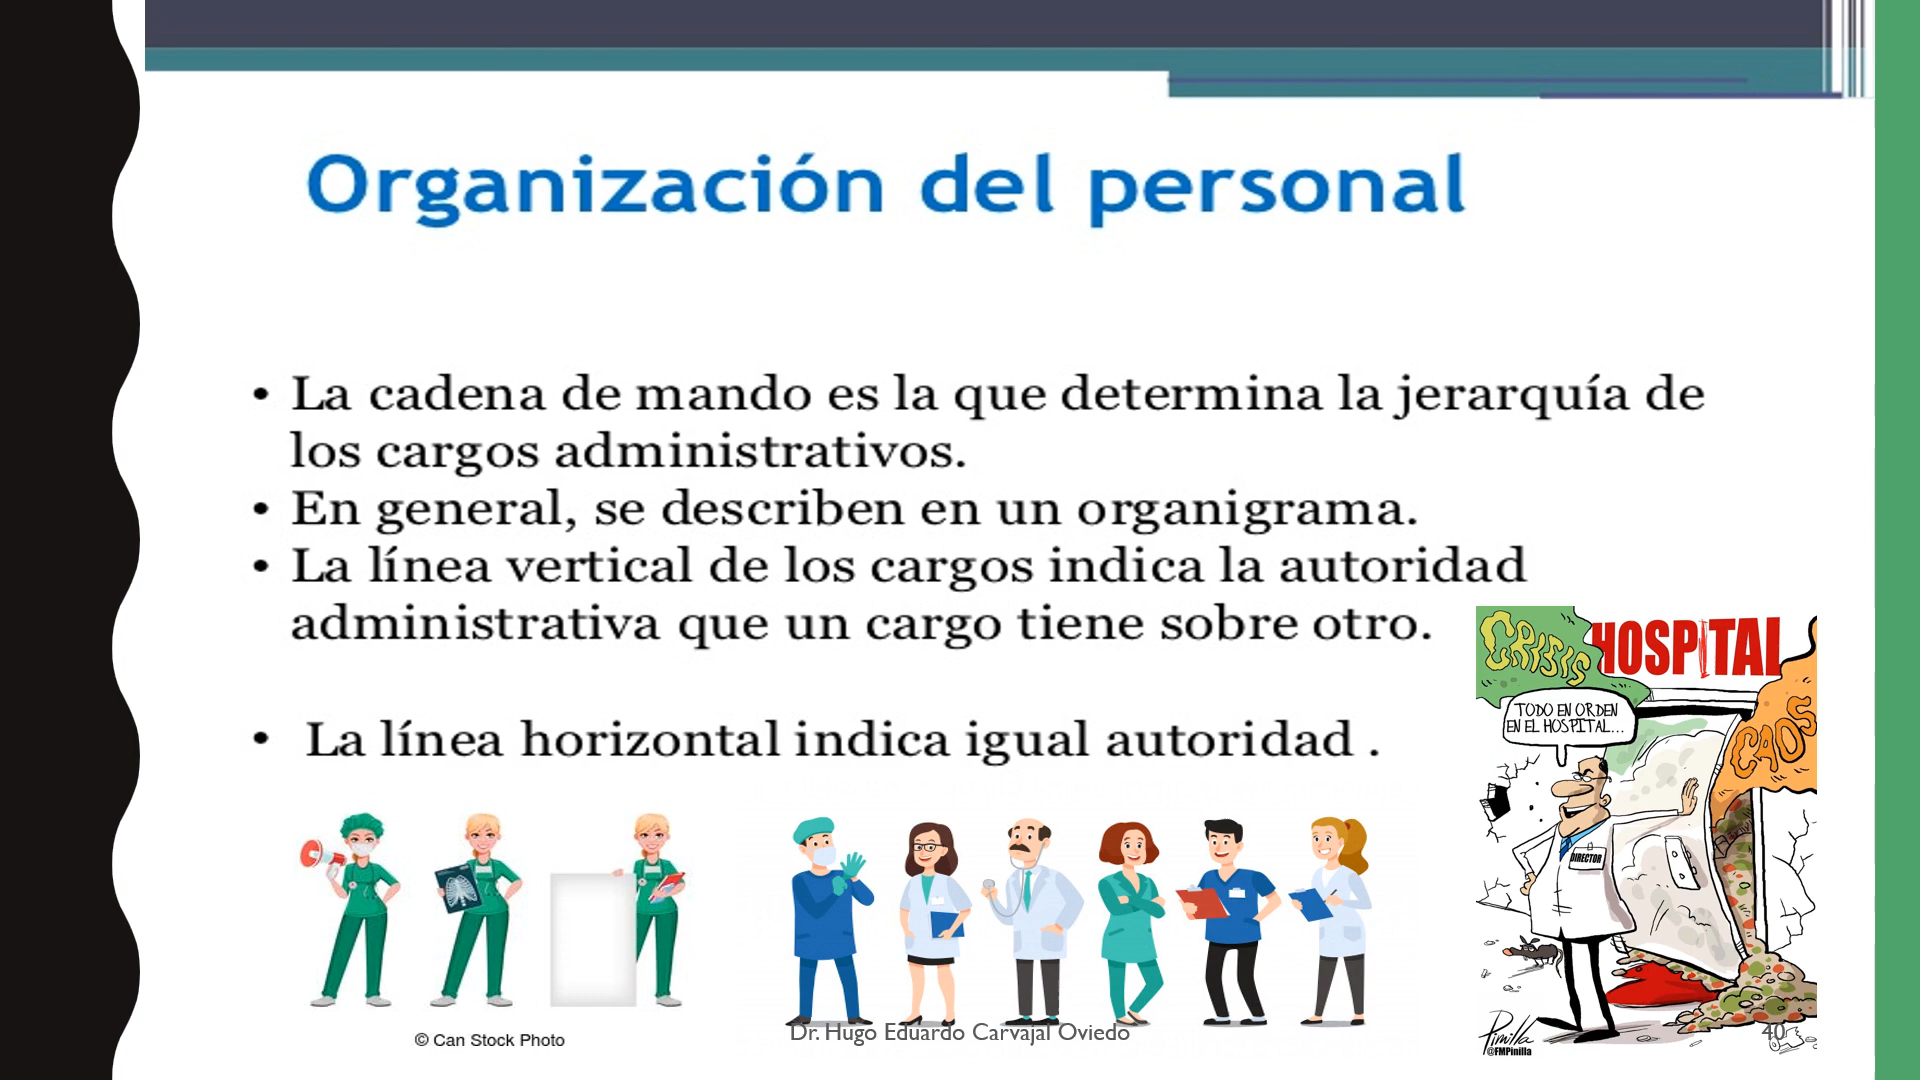 Organización del personal
• La cadena de mando es la que determina la jerarquía de
los cargos administrativos.
• En general, se describen en un organigrama.
• La línea vertical de los cargos indica la autoridad
administrativa que un cargo tiene sobre otro.
• La línea horizontal indica igual autoridad .
CRISIS
HOSPITAL
TODO EN ORDEN
EN EL HOSPITAL...
CAOS
DIRECTOR
Pinilla
@FMPinilla
© Can Stock Photo
Dr. Hugo Eduardo Carvajal Oviedo
40